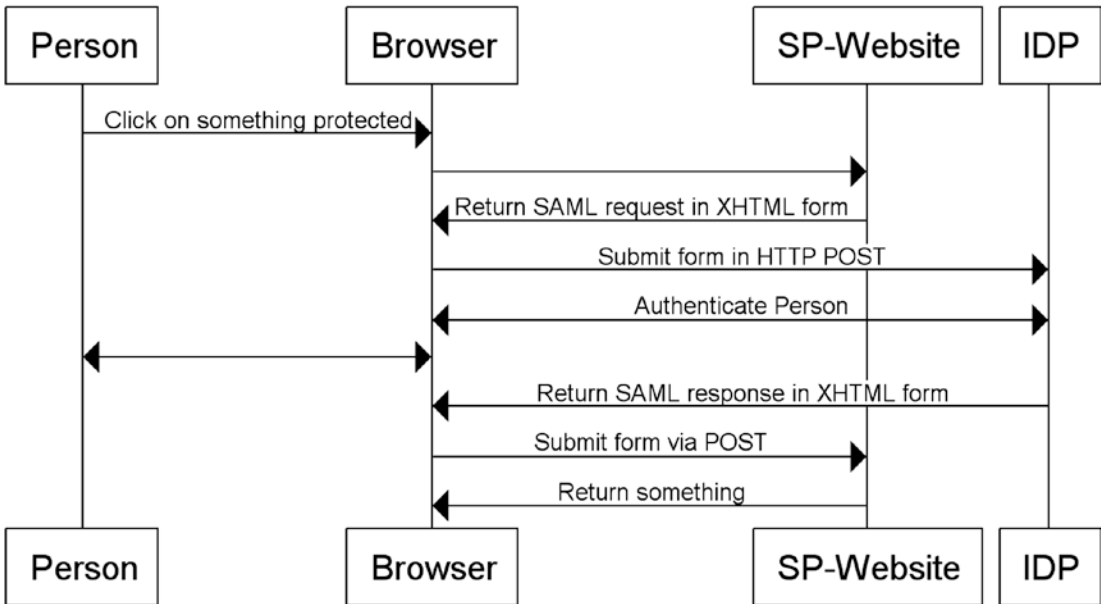 Person
Browser
SP-Website
IDP
Click on something protected
Return SAML request in XHTML form
Submit form in HTTP POST
Authenticate Person
Return SAML response in XHTML form
Submit form via POST
Return something
Person
Browser
SP-Website
IDP